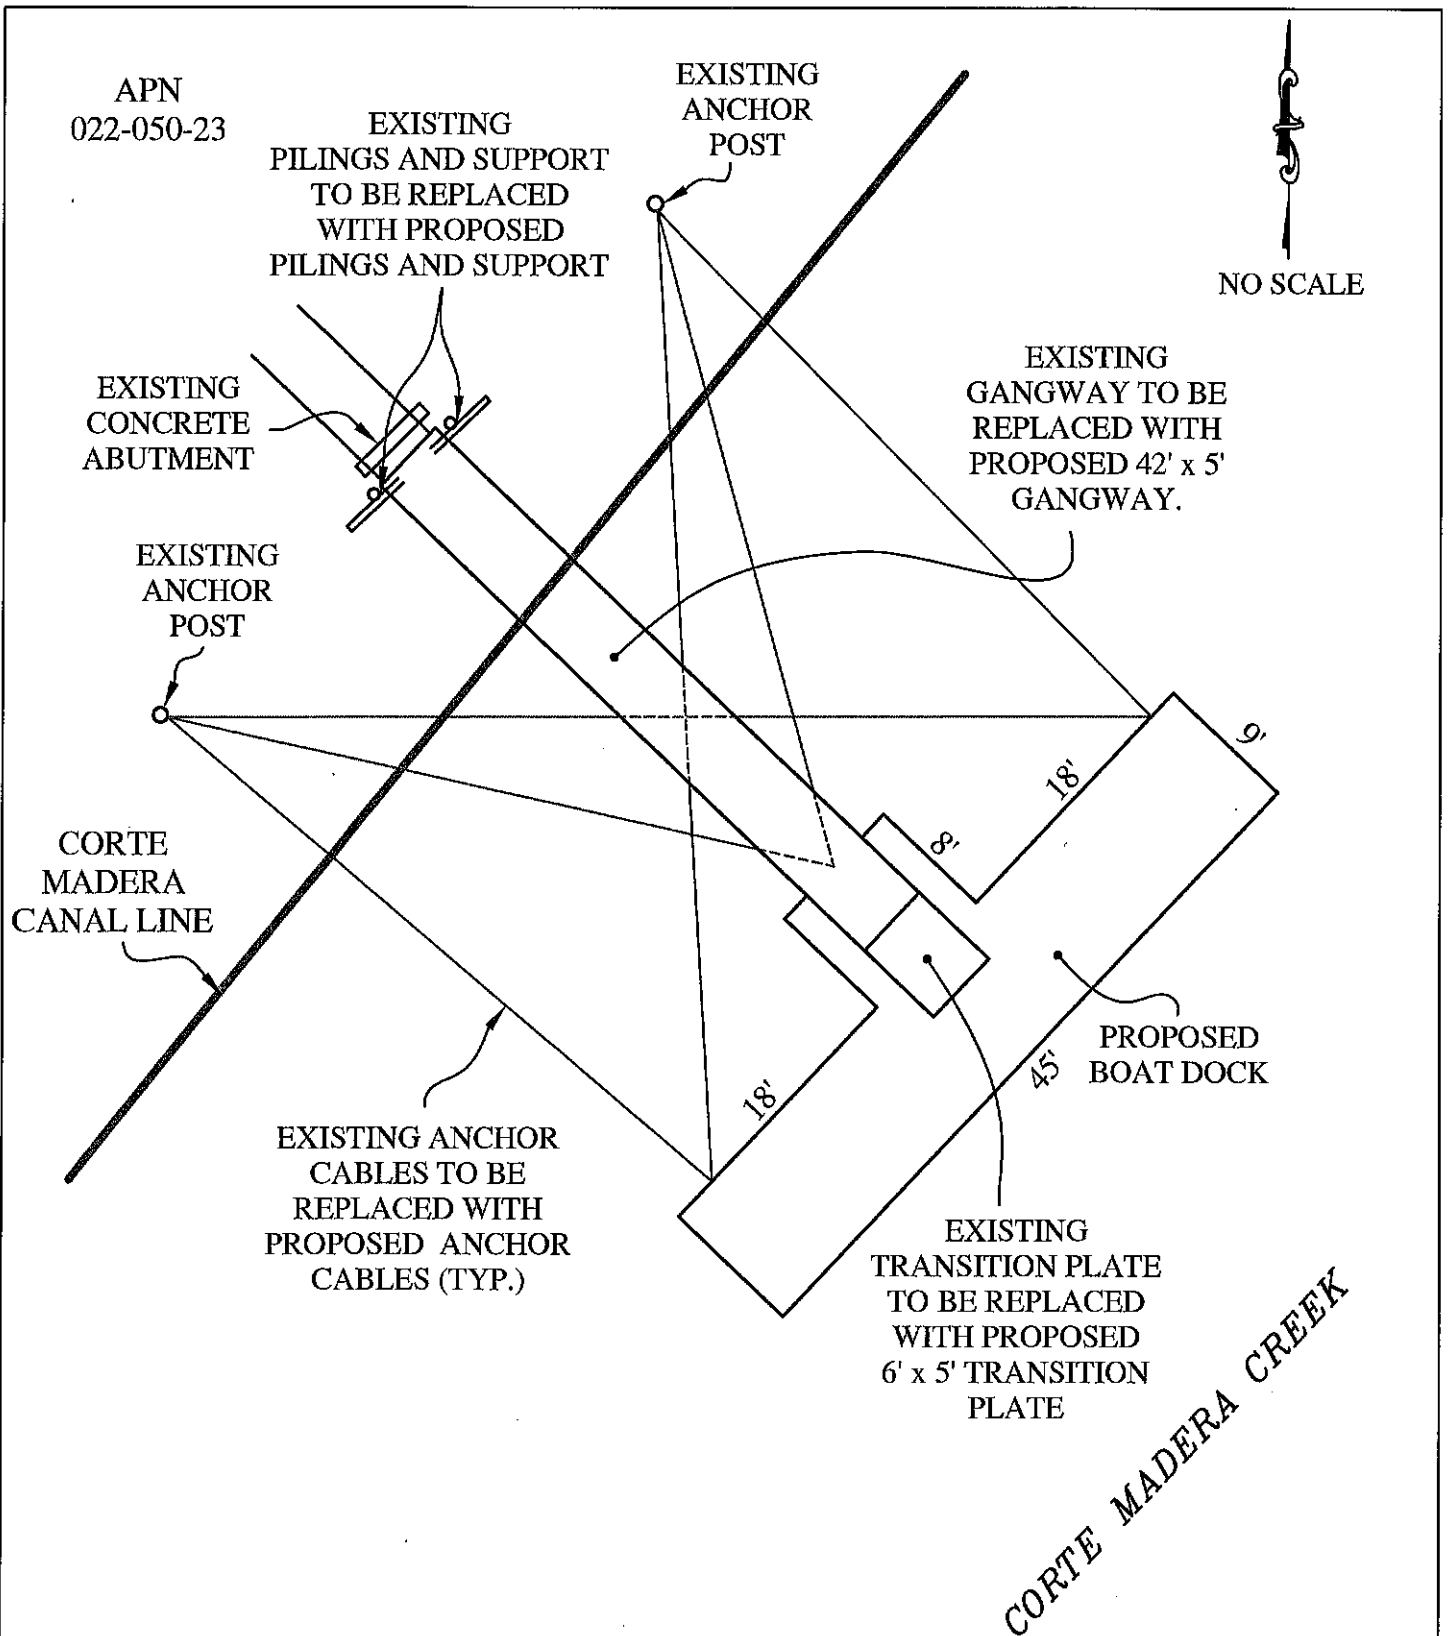 APN
022-050-23
EXISTING
PILINGS AND SUPPORT
TO BE REPLACED
WITH PROPOSED
PILINGS AND SUPPORT
EXISTING
ANCHOR
POST
NO SCALE
EXISTING
GANGWAY TO BE
REPLACED WITH
PROPOSED 42' x 5'
GANGWAY.
EXISTING
CONCRETE
ABUTMENT
EXISTING
ANCHOR
POST
9'
18'
8'
CORTE
MADERA
CANAL LINE
PROPOSED
BOAT DOCK
45'
18'
EXISTING ANCHOR
CABLES TO BE
REPLACED WITH
PROPOSED ANCHOR
CABLES (TYP.)
EXISTING
TRANSITION PLATE
TO BE REPLACED
WITH PROPOSED
6' x 5' TRANSITION
PLATE
CORTE MADERA CREEK